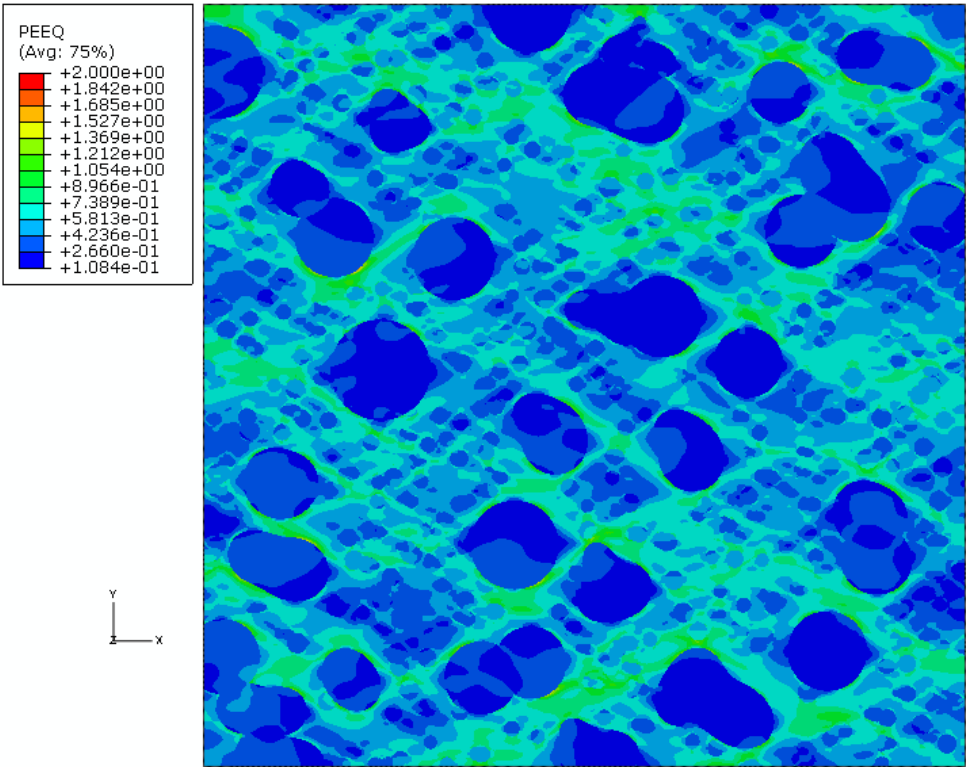 PEEQ
(Avg: 75%)
+2.000e+00
+1.842e+00
+1.685e+00
+1.527e+00
+1.369e+00
+1.212e+00
+1.054e+00
+8.966e-01
+7.389e-01
+5.813e-01
+4.236e-01
+2.660e-01
+1.084e-01
Y
Z X